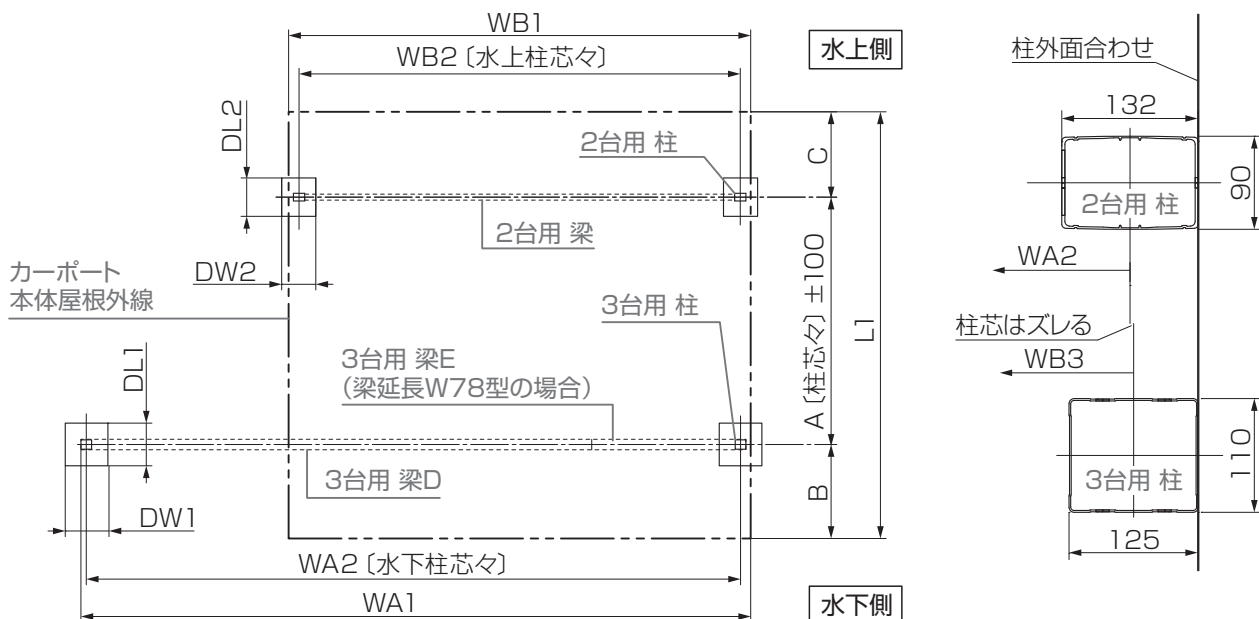 WB1
WB2〔水上柱芯々〕
水上側
DL2
2台用 柱
C
2台用 梁
DW2
カーポート
本体屋根外線
A〔柱芯々〕±100
L1
3台用 柱
3台用 梁E
(梁延長W78型の場合)
DL1
3台用 梁D
B
DW1
WA2〔水下柱芯々〕
WA1
水下側
柱外面合わせ
132
2台用 柱
90
WA2
柱芯はズレる
WB3
3台用 柱
110
125